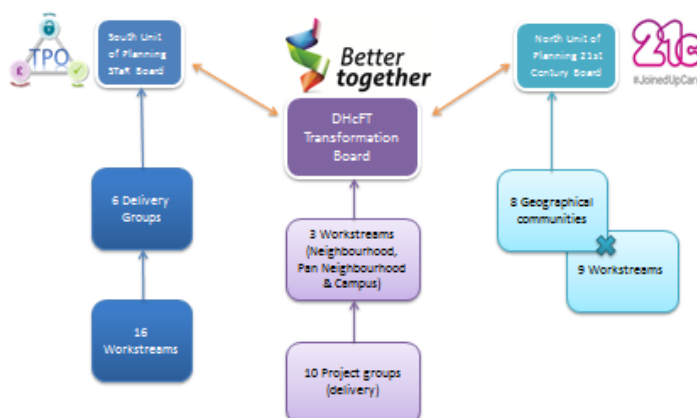 TPO
£
South Unit
of Planning
STaR Board
Better
together
North Unit of
Planning 21st
Century Board
21c
#JoinedUpCare
DHcFT
Transformation
Board
6 Delivery
Groups
16
Workstreams
3 Workstreams
(Neighbourhood,
Pan Neighbourhood
& Campus)
10 Project groups
(delivery)
8 Geographical
communities
9 Workstreams